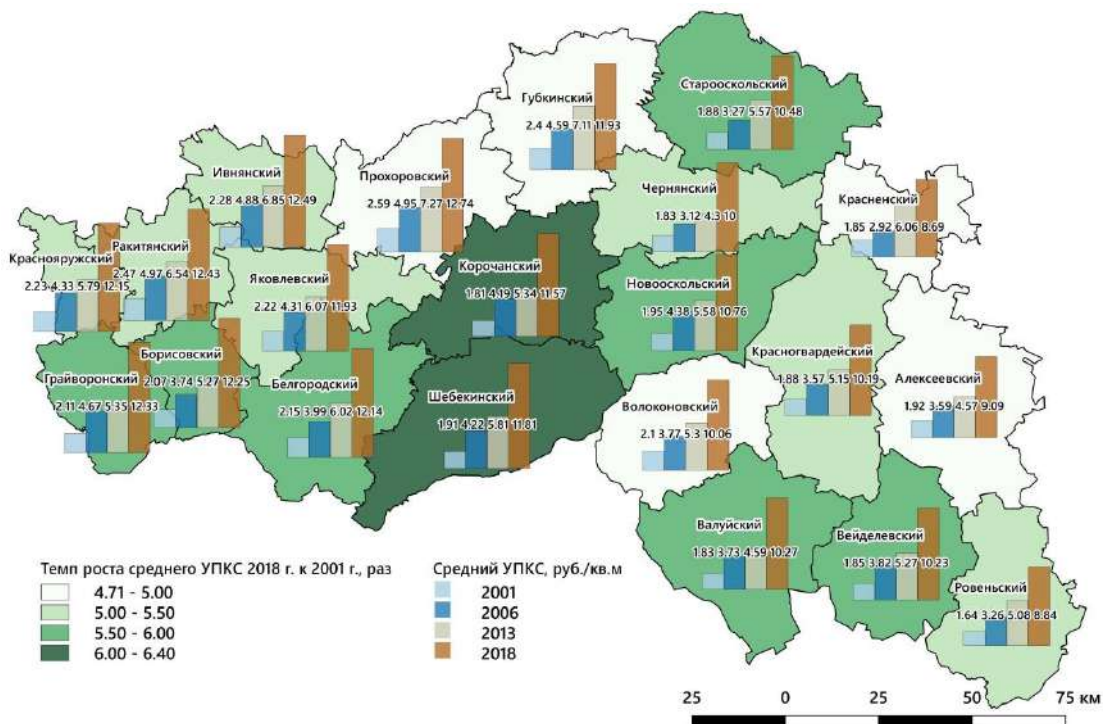 Старооскольский
1.88 3.27 5.57 10.48
Губкинский
2.4 4.59 7.11 11.93
Ивнянский
2.28 4.88 6.85 12.49
Прохоровский
2.59 4.95 7.27 12.74
Чернянский
1.83 3.12 4.3 10
Красненский
1.85 2.92 6.06 8.69
Ракитянский
2.47 4.97 6.54 12.43
Краснояружский
2.23 4.33 5.79 12.15
Яковлевский
2.22 4.31 6.07 11.93
Корочанский
1.81 4.19 5.34 11.57
Новооскольский
1.95 4.38 5.58 10.76
Борисовский
2.07 3.74 5.27 12.25
Грайворонский
2.11 4.67 5.35 12.33
Белгородский
2.15 3.99 6.02 12.14
Шебекинский
1.91 4.22 5.81 11.81
Красногвардейский
1.88 3.57 5.15 10.19
Алексеевский
1.92 3.59 4.57 9.09
Волоконовский
2.1 3.77 5.3 10.06
Валуйский
1.83 3.73 4.59 10.27
Вейделевский
1.85 3.82 5.27 10.23
Ровеньский
1.64 3.26 5.08 8.84
Темп роста среднего УПКС 2018 г. к 2001 г., раз
4.71 - 5.00
5.00 - 5.50
5.50 - 6.00
6.00 - 6.40
Средний УПКС, руб./кв.м
2001
2006
2013
2018
25 0 25 50 75 км